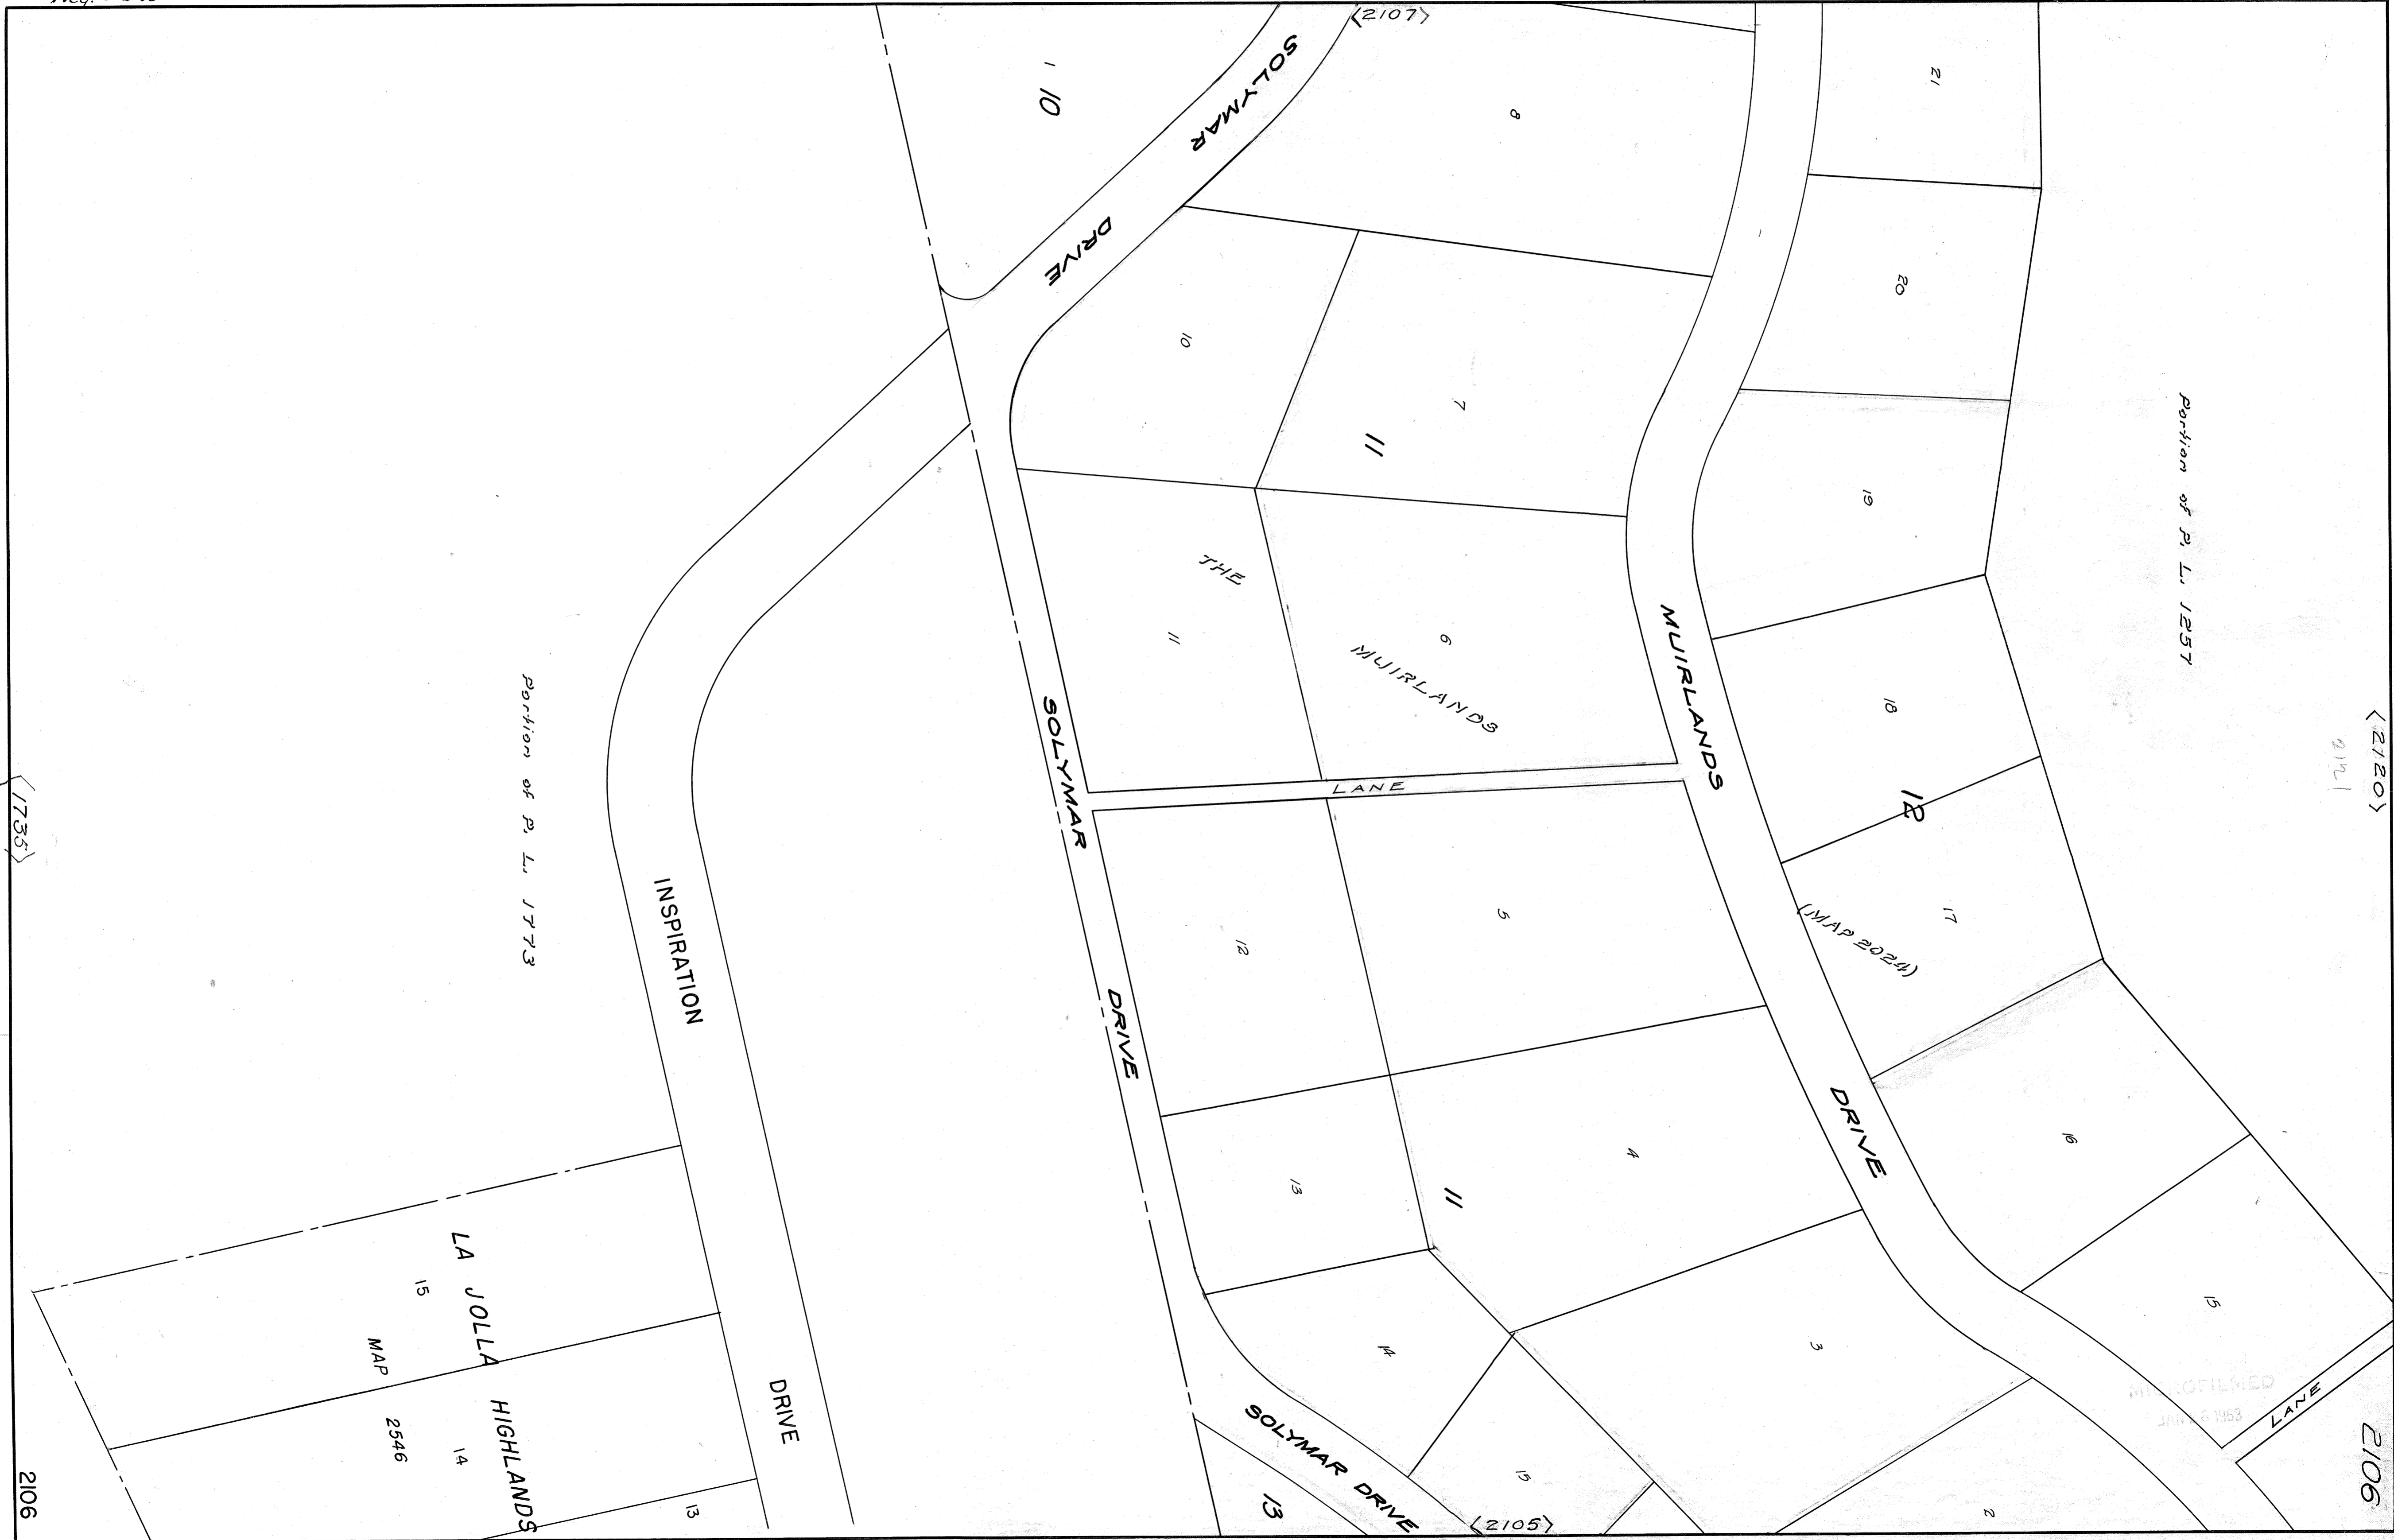 <2107>
SOLYMAR DRIVE
1
10
8
21
20
19
10
7
11
Portion of P. L. 1257
<2120>
2121
THE MUIRLANDS
11
6
18
MUIRLANDS DRIVE
12
17
(MAP 2024)
LANE
SOLYMAR DRIVE
Portion of P. L. 1773
<1735>
INSPIRATION DRIVE
12
5
16
13
4
11
15
14
3
LA JOLLA HIGHLANDS
15
MAP 2546
14
13
SOLYMAR DRIVE
15
13
<2105>
2
LANE
MICROFILMED
1963
2106
2106